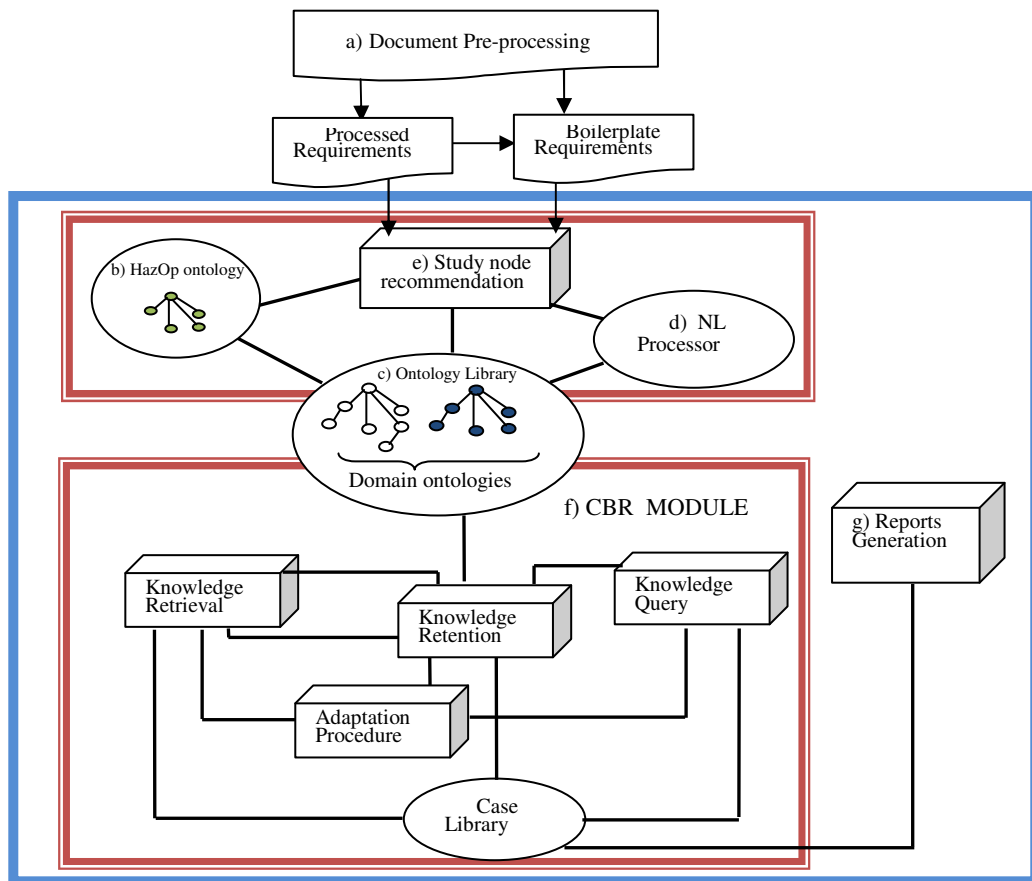 a) Document Pre-processing
Processed
Requirements
Boilerplate
Requirements
b) HazOp ontology
e) Study node
recommendation
d) NL
Processor
c) Ontology Library
Domain ontologies
f) CBR MODULE
g) Reports
Generation
Knowledge
Retrieval
Knowledge
Retention
Knowledge
Query
Adaptation
Procedure
Case
Library